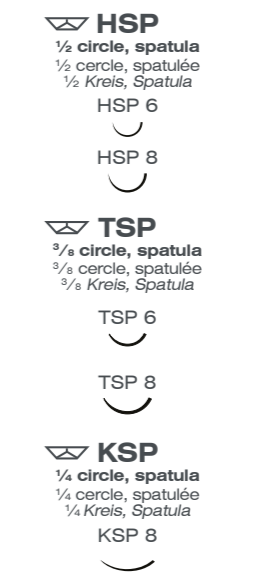 HSP
½ circle, spatula
½ cercle, spatulée
½ Kreis, Spatula
HSP 6
HSP 8
TSP
³/₈ circle, spatula
³/₈ cercle, spatulée
³/₈ Kreis, Spatula
TSP 6
TSP 8
KSP
¼ circle, spatula
¼ cercle, spatulée
¼ Kreis, Spatula
KSP 8